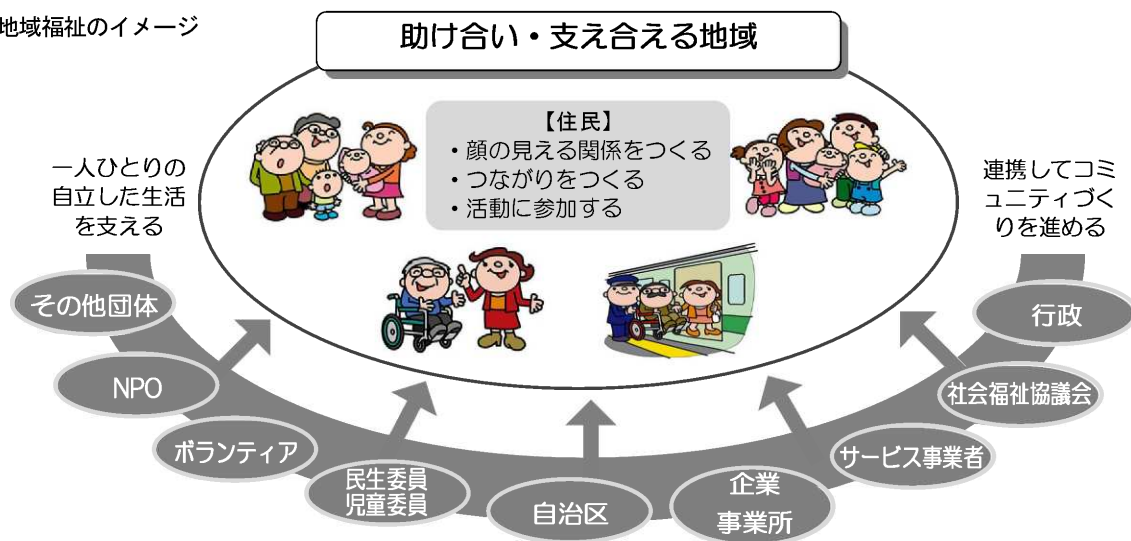 地域福祉のイメージ
助け合い・支え合える地域
【住民】
・顔の見える関係をつくる
・つながりをつくる
・活動に参加する
一人ひとりの
自立した生活
を支える
連携してコミ
ュニティづく
りを進める
その他団体
NPO
ボランティア
民生委員
児童委員
自治区
企業
事業所
サービス事業者
社会福祉協議会
行政